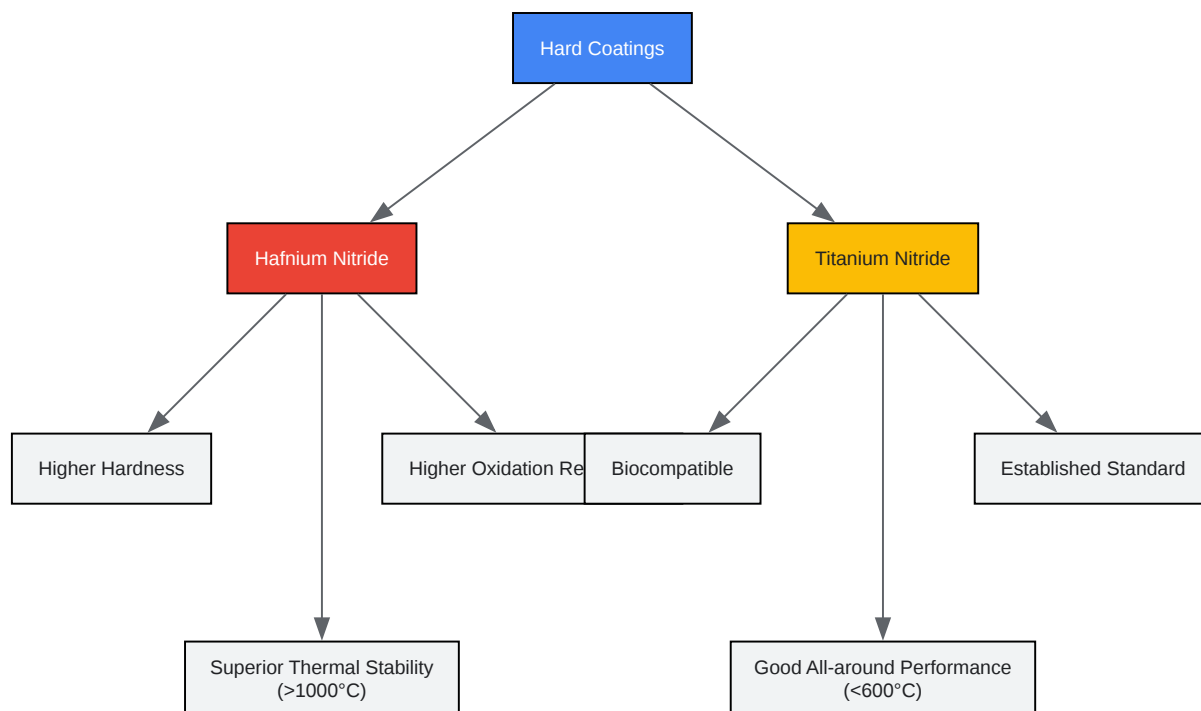 Hard Coatings
Hafnium Nitride
Titanium Nitride
Higher Hardness
Higher Oxidation Re
Biocompatible
Established Standard
Superior Thermal Stability
(>1000°C)
Good All-around Performance
(<600°C)